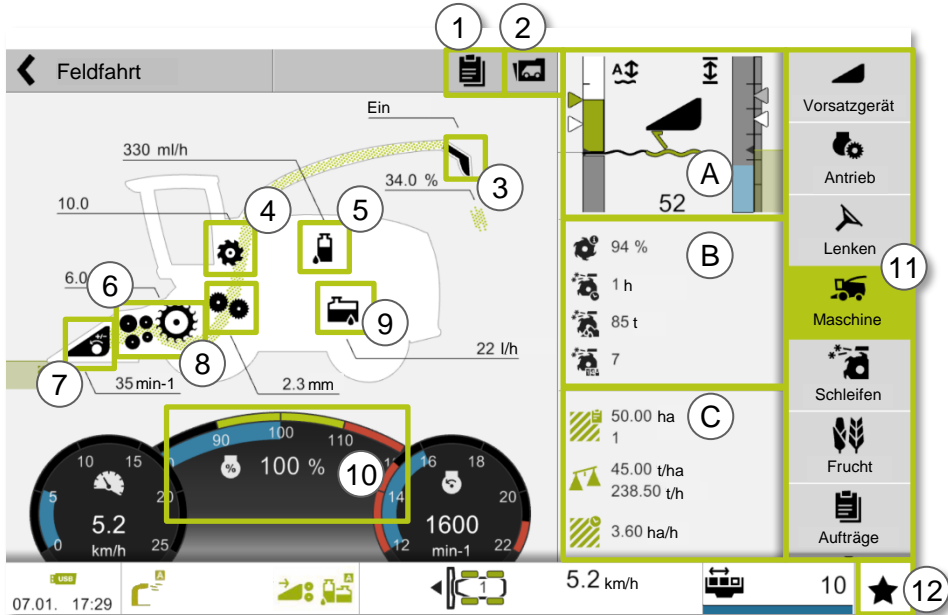 1
2
Feldfahrt
Ein
330 ml/h
34.0 %
3
10.0
4
5
6.0
6
7
8
9
35 min-1
2.3 mm
22 l/h
90
100
110
100 %
10
5
10
15
20
25
0
5.2
km/h
12
14
16
18
20
22
1600
min-1
A
A
52
94 %
B
1 h
85 t
7
50.00 ha
1
C
45.00 t/ha
238.50 t/h
3.60 ha/h
Vorsatzgerät
Antrieb
Lenken
11
Maschine
Schleifen
Frucht
Aufträge
USB
07.01. 17:29
A
A
1
5.2 km/h
10
12